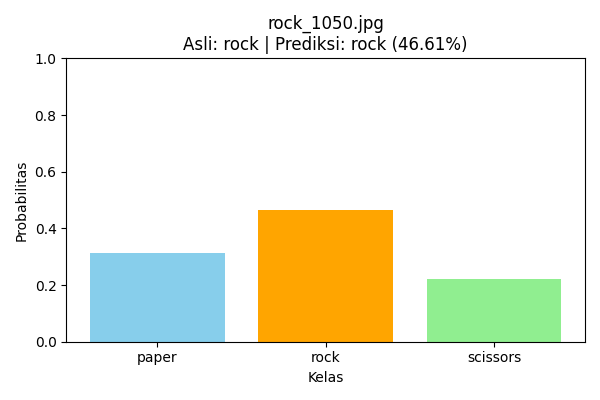 rock_1050.jpg
Asli: rock | Prediksi: rock (46.61%)
1.0
0.8
0.6
0.4
0.2
0.0
Probabilitas
paper
rock
scissors
Kelas